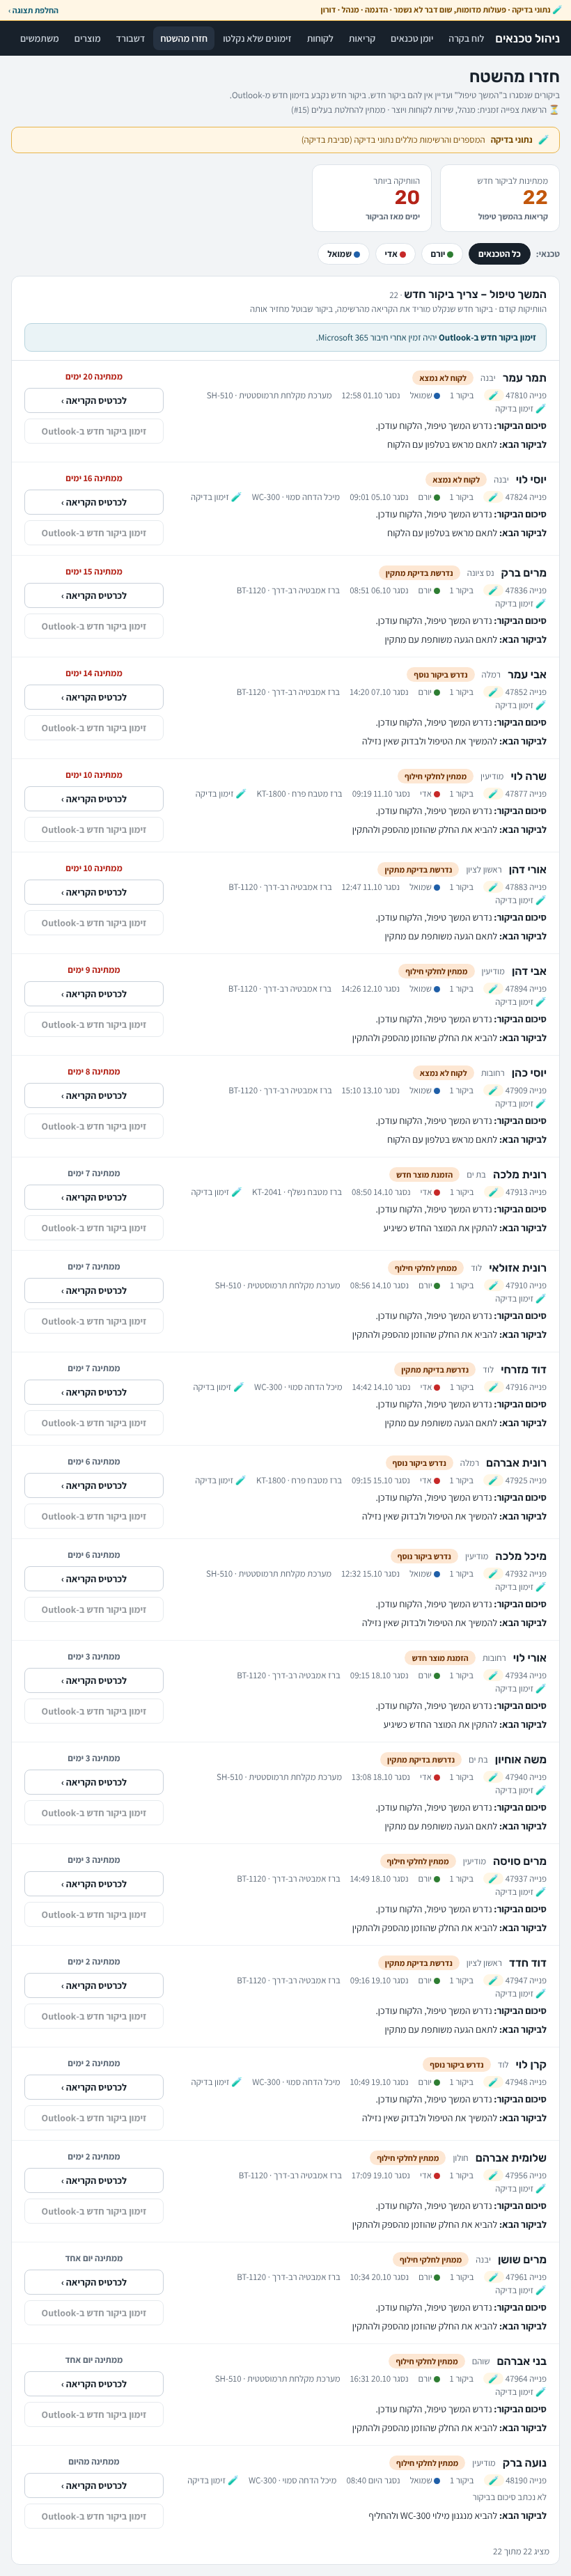 🧪 נתוני בדיקה · פעולות מדומות, שום דבר לא נשמר · הדגמה · מנהל · דורון
החלפת תצוגה ›
ניהול טכנאים
לוח בקרה
יומן טכנאים
קריאות
לקוחות
זימונים שלא נקלטו
חזרו מהשטח
דשבורד
מוצרים
משתמשים
חזרו מהשטח
ביקורים שנסגרו ב"המשך טיפול" ועדיין אין להם ביקור חדש. ביקור חדש נקבע בזימון חדש מ-Outlook.
⏳ הרשאת צפייה זמנית: מנהל, שירות לקוחות ויוצר · ממתין להחלטת בעלים (#15)
🧪 נתוני בדיקה המספרים והרשימות כוללים נתוני בדיקה (סביבת בדיקה)
ממתינות לביקור חדש
22
קריאות בהמשך טיפול
הוותיקה ביותר
20
ימים מאז הביקור
טכנאי:
כל הטכנאים
יורם
אדי
שמואל
המשך טיפול – צריך ביקור חדש · 22
הוותיקות קודם · ביקור חדש שנקלט מוריד את הקריאה מהרשימה, ביקור שבוטל מחזיר אותה
זימון ביקור חדש ב-Outlook יהיה זמין אחרי חיבור Microsoft 365.
תמר עמר יבנה לקוח לא נמצא
ממתינה 20 ימים
פנייה 47810 🧪 ביקור 1 שמואל נסגר 01.10 12:58 מערכת מקלחת תרמוסטטית · SH-510
🧪 זימון בדיקה
סיכום הביקור: נדרש המשך טיפול, הלקוח עודכן.
לביקור הבא: לתאם מראש בטלפון עם הלקוח
לכרטיס הקריאה ›
זימון ביקור חדש ב-Outlook
יוסי לוי יבנה לקוח לא נמצא
ממתינה 16 ימים
פנייה 47824 🧪 ביקור 1 יורם נסגר 05.10 09:01 מיכל הדחה סמוי · WC-300 🧪 זימון בדיקה
סיכום הביקור: נדרש המשך טיפול, הלקוח עודכן.
לביקור הבא: לתאם מראש בטלפון עם הלקוח
לכרטיס הקריאה ›
זימון ביקור חדש ב-Outlook
מרים ברק נס ציונה נדרשת בדיקת מתקין
ממתינה 15 ימים
פנייה 47836 🧪 ביקור 1 יורם נסגר 06.10 08:51 ברז אמבטיה רב-דרך · BT-1120
🧪 זימון בדיקה
סיכום הביקור: נדרש המשך טיפול, הלקוח עודכן.
לביקור הבא: לתאם הגעה משותפת עם מתקין
לכרטיס הקריאה ›
זימון ביקור חדש ב-Outlook
אבי עמר רמלה נדרש ביקור נוסף
ממתינה 14 ימים
פנייה 47852 🧪 ביקור 1 יורם נסגר 07.10 14:20 ברז אמבטיה רב-דרך · BT-1120
🧪 זימון בדיקה
סיכום הביקור: נדרש המשך טיפול, הלקוח עודכן.
לביקור הבא: להמשיך את הטיפול ולבדוק שאין נזילה
לכרטיס הקריאה ›
זימון ביקור חדש ב-Outlook
שרה לוי מודיעין ממתין לחלקי חילוף
ממתינה 10 ימים
פנייה 47877 🧪 ביקור 1 אדי נסגר 11.10 09:19 ברז מטבח פרח · KT-1800 🧪 זימון בדיקה
סיכום הביקור: נדרש המשך טיפול, הלקוח עודכן.
לביקור הבא: להביא את החלק שהוזמן מהספק ולהתקין
לכרטיס הקריאה ›
זימון ביקור חדש ב-Outlook
אורי דהן ראשון לציון נדרשת בדיקת מתקין
ממתינה 10 ימים
פנייה 47883 🧪 ביקור 1 שמואל נסגר 11.10 12:47 ברז אמבטיה רב-דרך · BT-1120
🧪 זימון בדיקה
סיכום הביקור: נדרש המשך טיפול, הלקוח עודכן.
לביקור הבא: לתאם הגעה משותפת עם מתקין
לכרטיס הקריאה ›
זימון ביקור חדש ב-Outlook
אבי דהן מודיעין ממתין לחלקי חילוף
ממתינה 9 ימים
פנייה 47894 🧪 ביקור 1 שמואל נסגר 12.10 14:26 ברז אמבטיה רב-דרך · BT-1120
🧪 זימון בדיקה
סיכום הביקור: נדרש המשך טיפול, הלקוח עודכן.
לביקור הבא: להביא את החלק שהוזמן מהספק ולהתקין
לכרטיס הקריאה ›
זימון ביקור חדש ב-Outlook
יוסי כהן רחובות לקוח לא נמצא
ממתינה 8 ימים
פנייה 47909 🧪 ביקור 1 שמואל נסגר 13.10 15:10 ברז אמבטיה רב-דרך · BT-1120
🧪 זימון בדיקה
סיכום הביקור: נדרש המשך טיפול, הלקוח עודכן.
לביקור הבא: לתאם מראש בטלפון עם הלקוח
לכרטיס הקריאה ›
זימון ביקור חדש ב-Outlook
רונית מלכה בת ים הזמנת מוצר חדש
ממתינה 7 ימים
פנייה 47913 🧪 ביקור 1 אדי נסגר 14.10 08:50 ברז מטבח נשלף · KT-2041 🧪 זימון בדיקה
סיכום הביקור: נדרש המשך טיפול, הלקוח עודכן.
לביקור הבא: להתקין את המוצר החדש כשיגיע
לכרטיס הקריאה ›
זימון ביקור חדש ב-Outlook
רונית אזולאי לוד ממתין לחלקי חילוף
ממתינה 7 ימים
פנייה 47910 🧪 ביקור 1 יורם נסגר 14.10 08:56 מערכת מקלחת תרמוסטטית · SH-510
🧪 זימון בדיקה
סיכום הביקור: נדרש המשך טיפול, הלקוח עודכן.
לביקור הבא: להביא את החלק שהוזמן מהספק ולהתקין
לכרטיס הקריאה ›
זימון ביקור חדש ב-Outlook
דוד מזרחי לוד נדרשת בדיקת מתקין
ממתינה 7 ימים
פנייה 47916 🧪 ביקור 1 אדי נסגר 14.10 14:42 מיכל הדחה סמוי · WC-300 🧪 זימון בדיקה
סיכום הביקור: נדרש המשך טיפול, הלקוח עודכן.
לביקור הבא: לתאם הגעה משותפת עם מתקין
לכרטיס הקריאה ›
זימון ביקור חדש ב-Outlook
רונית אברהם רמלה נדרש ביקור נוסף
ממתינה 6 ימים
פנייה 47925 🧪 ביקור 1 אדי נסגר 15.10 09:15 ברז מטבח פרח · KT-1800 🧪 זימון בדיקה
סיכום הביקור: נדרש המשך טיפול, הלקוח עודכן.
לביקור הבא: להמשיך את הטיפול ולבדוק שאין נזילה
לכרטיס הקריאה ›
זימון ביקור חדש ב-Outlook
מיכל מלכה מודיעין נדרש ביקור נוסף
ממתינה 6 ימים
פנייה 47932 🧪 ביקור 1 שמואל נסגר 15.10 12:32 מערכת מקלחת תרמוסטטית · SH-510
🧪 זימון בדיקה
סיכום הביקור: נדרש המשך טיפול, הלקוח עודכן.
לביקור הבא: להמשיך את הטיפול ולבדוק שאין נזילה
לכרטיס הקריאה ›
זימון ביקור חדש ב-Outlook
אורי לוי רחובות הזמנת מוצר חדש
ממתינה 3 ימים
פנייה 47934 🧪 ביקור 1 יורם נסגר 18.10 09:15 ברז אמבטיה רב-דרך · BT-1120
🧪 זימון בדיקה
סיכום הביקור: נדרש המשך טיפול, הלקוח עודכן.
לביקור הבא: להתקין את המוצר החדש כשיגיע
לכרטיס הקריאה ›
זימון ביקור חדש ב-Outlook
משה אוחיון בת ים נדרשת בדיקת מתקין
ממתינה 3 ימים
פנייה 47940 🧪 ביקור 1 אדי נסגר 18.10 13:08 מערכת מקלחת תרמוסטטית · SH-510
🧪 זימון בדיקה
סיכום הביקור: נדרש המשך טיפול, הלקוח עודכן.
לביקור הבא: לתאם הגעה משותפת עם מתקין
לכרטיס הקריאה ›
זימון ביקור חדש ב-Outlook
מרים סויסה מודיעין ממתין לחלקי חילוף
ממתינה 3 ימים
פנייה 47937 🧪 ביקור 1 יורם נסגר 18.10 14:49 ברז אמבטיה רב-דרך · BT-1120
🧪 זימון בדיקה
סיכום הביקור: נדרש המשך טיפול, הלקוח עודכן.
לביקור הבא: להביא את החלק שהוזמן מהספק ולהתקין
לכרטיס הקריאה ›
זימון ביקור חדש ב-Outlook
דוד חדד ראשון לציון נדרשת בדיקת מתקין
ממתינה 2 ימים
פנייה 47947 🧪 ביקור 1 יורם נסגר 19.10 09:16 ברז אמבטיה רב-דרך · BT-1120
🧪 זימון בדיקה
סיכום הביקור: נדרש המשך טיפול, הלקוח עודכן.
לביקור הבא: לתאם הגעה משותפת עם מתקין
לכרטיס הקריאה ›
זימון ביקור חדש ב-Outlook
קרן לוי לוד נדרש ביקור נוסף
ממתינה 2 ימים
פנייה 47948 🧪 ביקור 1 יורם נסגר 19.10 10:49 מיכל הדחה סמוי · WC-300 🧪 זימון בדיקה
סיכום הביקור: נדרש המשך טיפול, הלקוח עודכן.
לביקור הבא: להמשיך את הטיפול ולבדוק שאין נזילה
לכרטיס הקריאה ›
זימון ביקור חדש ב-Outlook
שלומית אברהם חולון ממתין לחלקי חילוף
ממתינה 2 ימים
פנייה 47956 🧪 ביקור 1 אדי נסגר 19.10 17:09 ברז אמבטיה רב-דרך · BT-1120
🧪 זימון בדיקה
סיכום הביקור: נדרש המשך טיפול, הלקוח עודכן.
לביקור הבא: להביא את החלק שהוזמן מהספק ולהתקין
לכרטיס הקריאה ›
זימון ביקור חדש ב-Outlook
מרים ששון יבנה ממתין לחלקי חילוף
ממתינה יום אחד
פנייה 47961 🧪 ביקור 1 יורם נסגר 20.10 10:34 ברז אמבטיה רב-דרך · BT-1120
🧪 זימון בדיקה
סיכום הביקור: נדרש המשך טיפול, הלקוח עודכן.
לביקור הבא: להביא את החלק שהוזמן מהספק ולהתקין
לכרטיס הקריאה ›
זימון ביקור חדש ב-Outlook
בני אברהם שוהם ממתין לחלקי חילוף
ממתינה יום אחד
פנייה 47964 🧪 ביקור 1 יורם נסגר 20.10 16:31 מערכת מקלחת תרמוסטטית · SH-510
🧪 זימון בדיקה
סיכום הביקור: נדרש המשך טיפול, הלקוח עודכן.
לביקור הבא: להביא את החלק שהוזמן מהספק ולהתקין
לכרטיס הקריאה ›
זימון ביקור חדש ב-Outlook
נועה ברק מודיעין ממתין לחלקי חילוף
ממתינה מהיום
פנייה 48190 🧪 ביקור 1 שמואל נסגר היום 08:40 מיכל הדחה סמוי · WC-300 🧪 זימון בדיקה
לא נכתב סיכום בביקור
לביקור הבא: להביא מנגנון מילוי WC-300 ולהחליף
לכרטיס הקריאה ›
זימון ביקור חדש ב-Outlook
מציג 22 מתוך 22